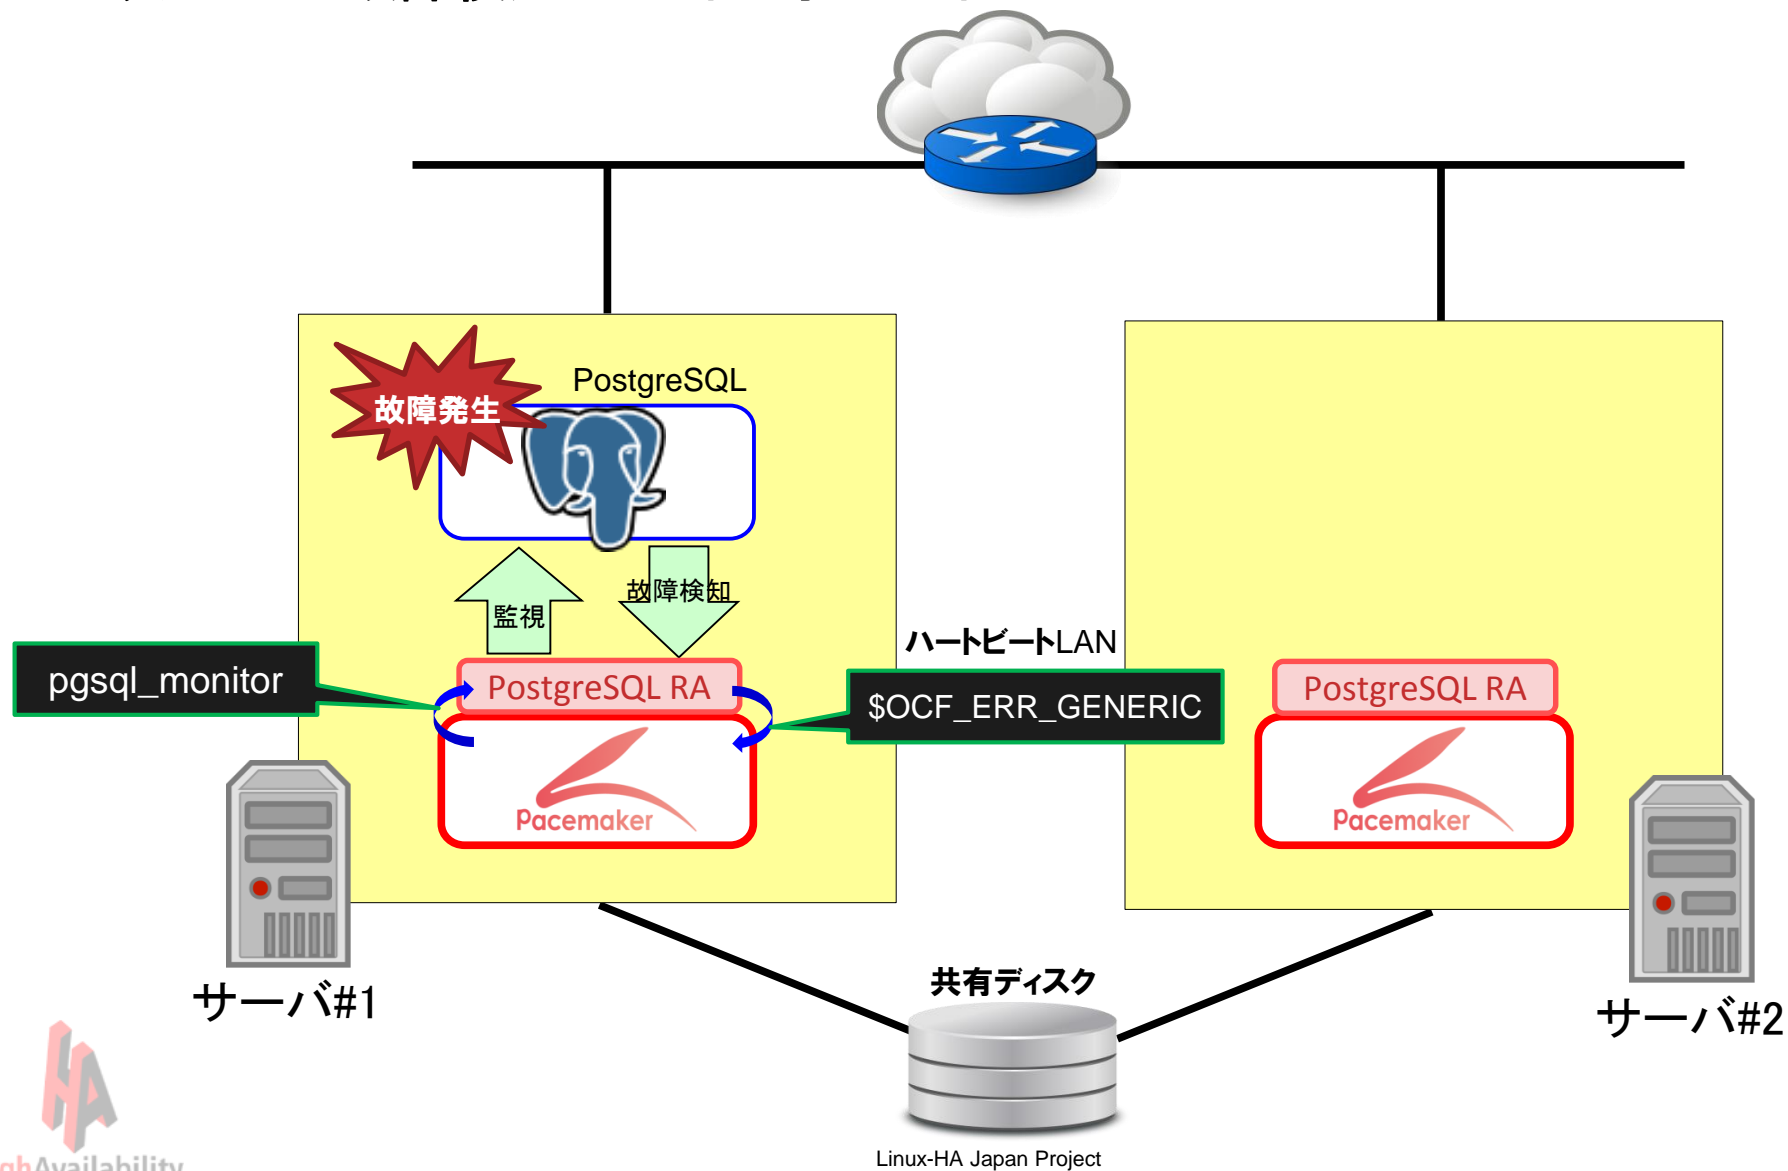 PostgreSQL
故障発生
監視
故障検知
ハートビートLAN
pgsql_monitor
PostgreSQL RA
$OCF_ERR_GENERIC
PostgreSQL RA
Pacemaker
Pacemaker
共有ディスク
サーバ#1
サーバ#2
Linux-HA Japan Project
HA
ghAvailability